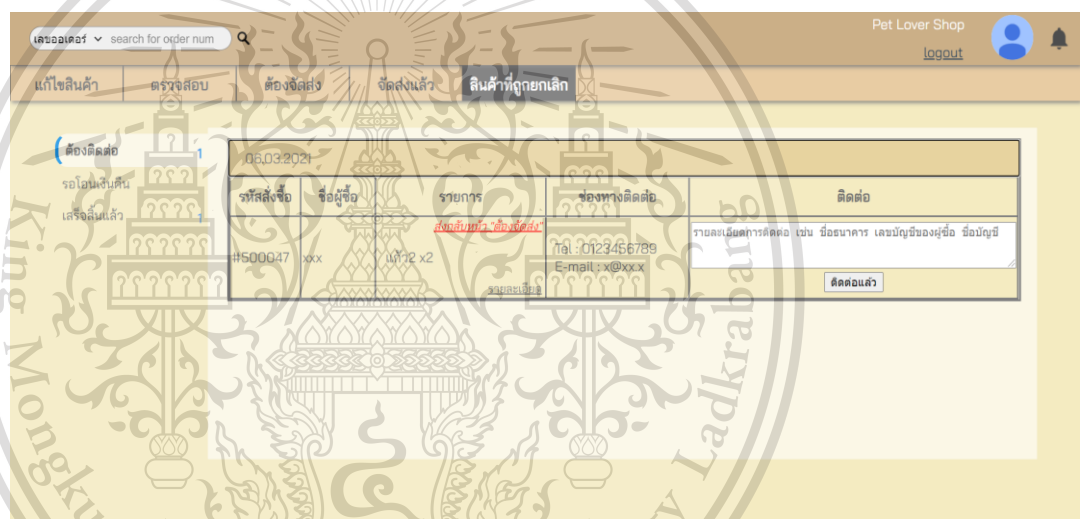 Pet Lover Shop
เลขออเดอร์ search for order num
logout
แก้ไขสินค้า ตรวจสอบ ต้องจัดส่ง จัดส่งแล้ว สินค้าที่ถูกยกเลิก
ต้องติดต่อ 1
รอโอนเงินคืน
เสร็จสิ้นแล้ว 1
08,03,2021
รหัสสั่งซื้อ ชื่อผู้ซื้อ รายการ ช่องทางติดต่อ ติดต่อ
ส่งกลับหน้า "ต้องจัดส่ง"
รายละเอียดการติดต่อ เช่น ชื่อธนาคาร เลขบัญชีของผู้ซื้อ ชื่อบัญชี
#500047 xxx แก้ว2 x2
Tel : 0123456789
E-mail : x@xx.x
รายละเอียด
ติดต่อแล้ว
Mongku
Ladkrabang